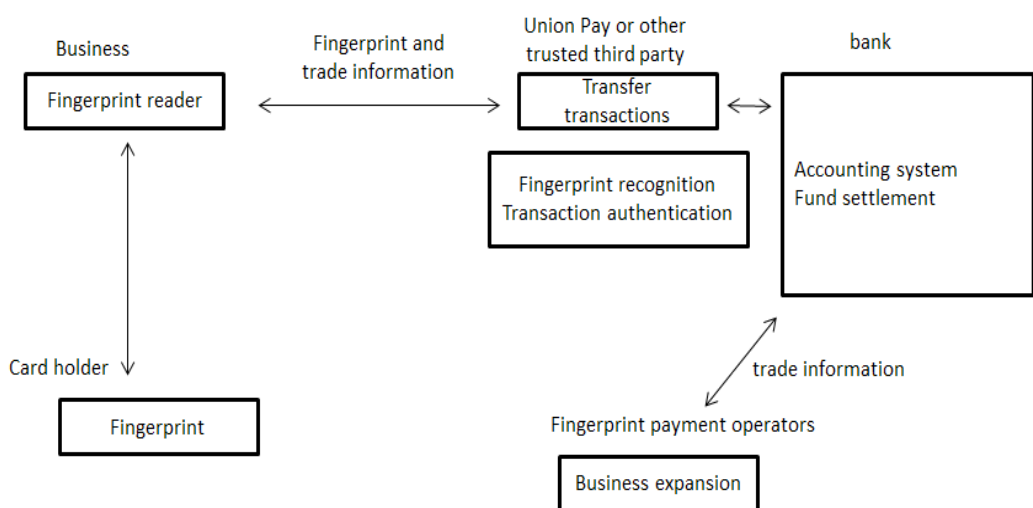 Business
Fingerprint reader
Fingerprint and
trade information
Union Pay or other
trusted third party
Transfer
transactions
bank
Fingerprint recognition
Transaction authentication
Accounting system
Fund settlement
Card holder
Fingerprint
trade information
Fingerprint payment operators
Business expansion